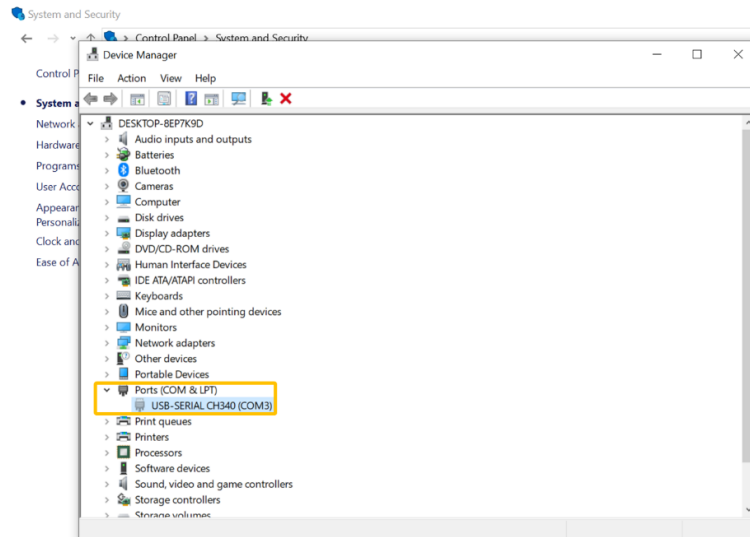 System and Security
Control Panel > System and Security
Device Manager
File Action View Help
Control P
System a
Network
Hardware
Programs
User Acco
Appearan
Personaliz
Clock and
Ease of A
DESKTOP-8EP7K9D
Audio inputs and outputs
Batteries
Bluetooth
Cameras
Computer
Disk drives
Display adapters
DVD/CD-ROM drives
Human Interface Devices
IDE ATA/ATAPI controllers
Keyboards
Mice and other pointing devices
Monitors
Network adapters
Other devices
Portable Devices
Ports (COM & LPT)
USB-SERIAL CH340 (COM3)
Print queues
Printers
Processors
Software devices
Sound, video and game controllers
Storage controllers
Storage volumes